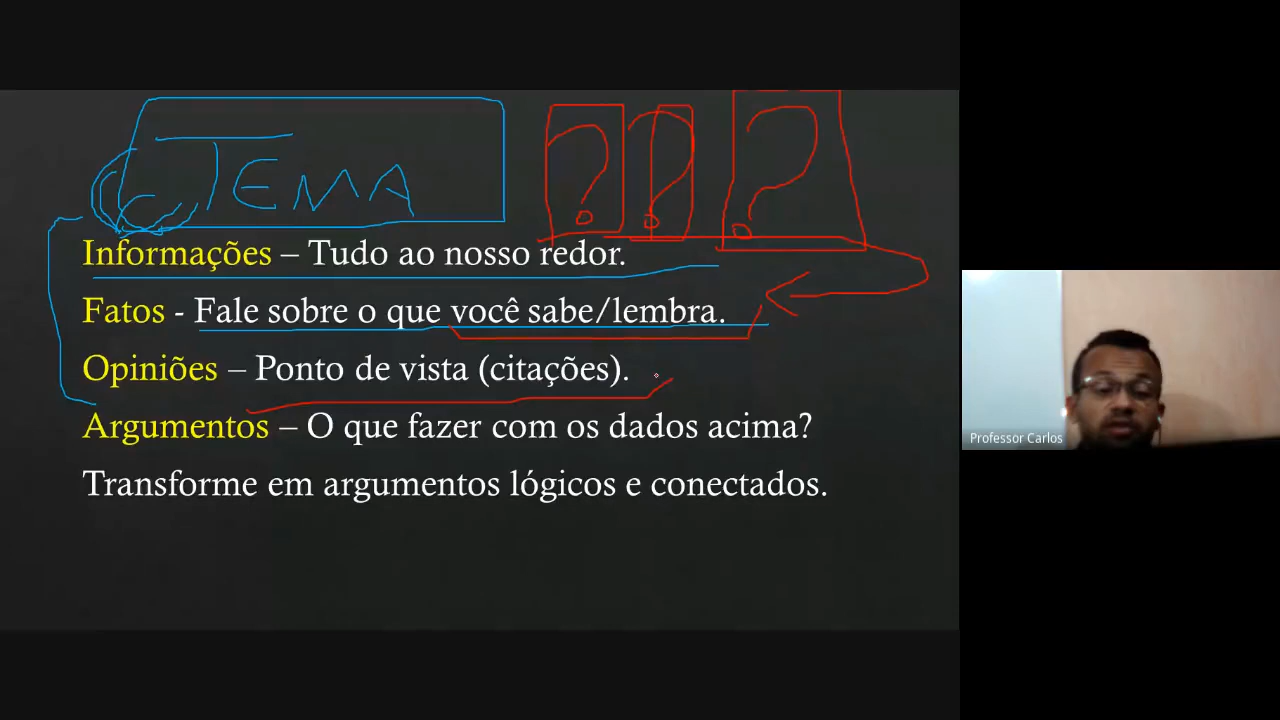 TEMA
? ? ?
Informações – Tudo ao nosso redor.
Fatos - Fale sobre o que você sabe/lembra.
Opiniões – Ponto de vista (citações).
Argumentos – O que fazer com os dados acima?
Transforme em argumentos lógicos e conectados.
Professor Carlos